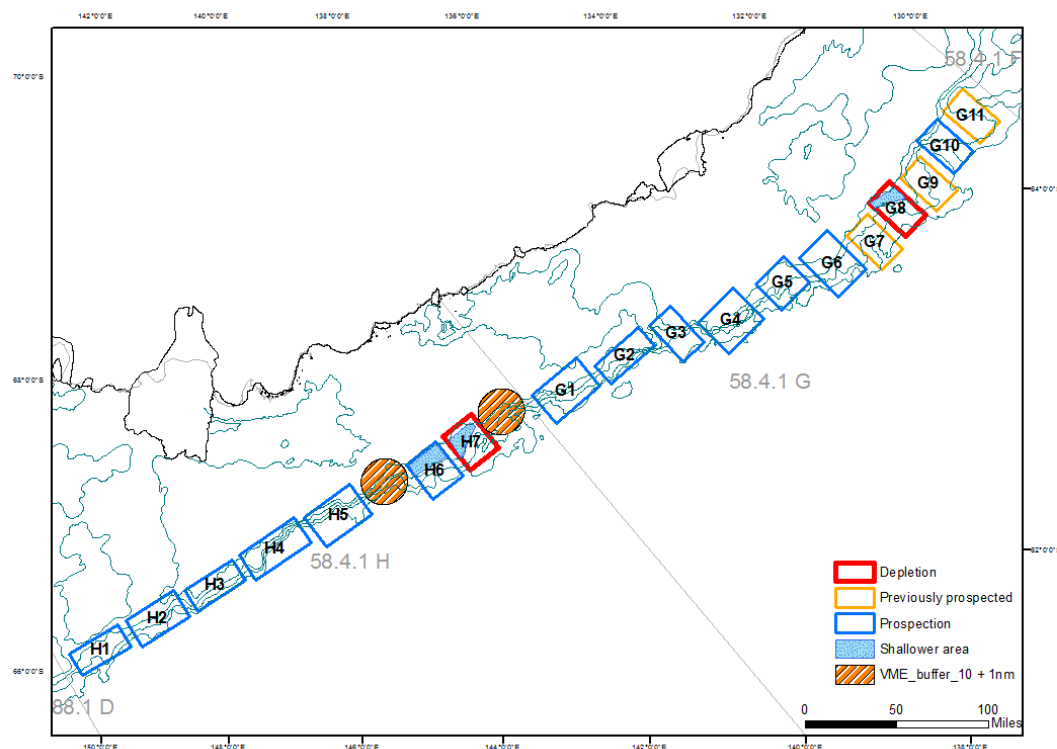 142°0'0"E 140°0'0"E 138°0'0"E 136°0'0"E 134°0'0"E 132°0'0"E 130°0'0"E
58.4.1 F
70°0'0"S
G11
G10
G9
64°0'0"S
G8
G7
G6
G5
G4
G3
G2
58.4.1 G
68°0'0"S
G1
H7
H6
H5
H4
58.4.1 H
62°0'0"S
H3
H2
H1
66°0'0"S
88.1 D
Depletion
Previously prospected
Prospection
Shallower area
VME_buffer_10 + 1nm
0 50 100
Miles
150°0'0"E 148°0'0"E 146°0'0"E 144°0'0"E 142°0'0"E 140°0'0"E 138°0'0"E